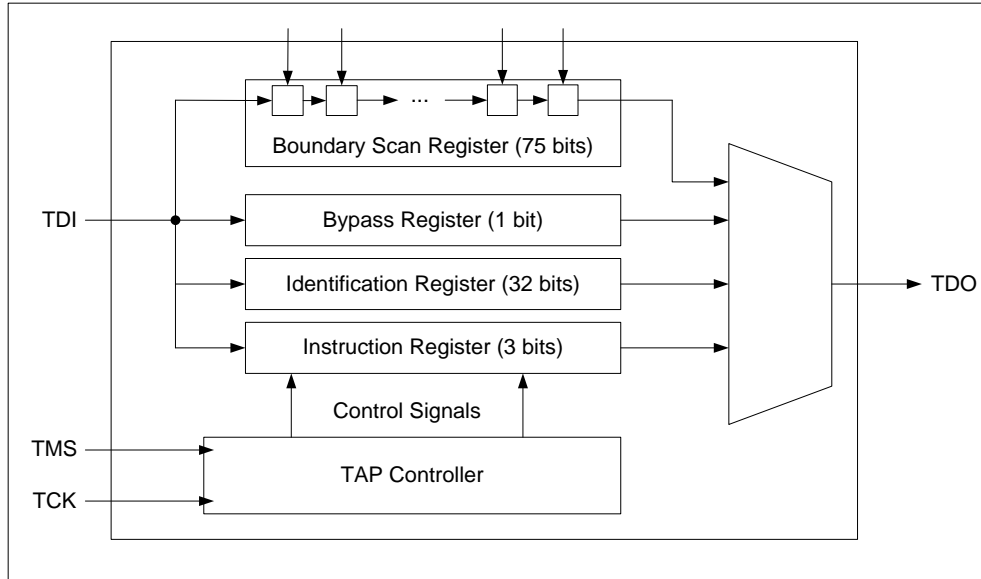 ...
Boundary Scan Register (75 bits)
TDI
Bypass Register (1 bit)
Identification Register (32 bits)
TDO
Instruction Register (3 bits)
Control Signals
TMS
TAP Controller
TCK